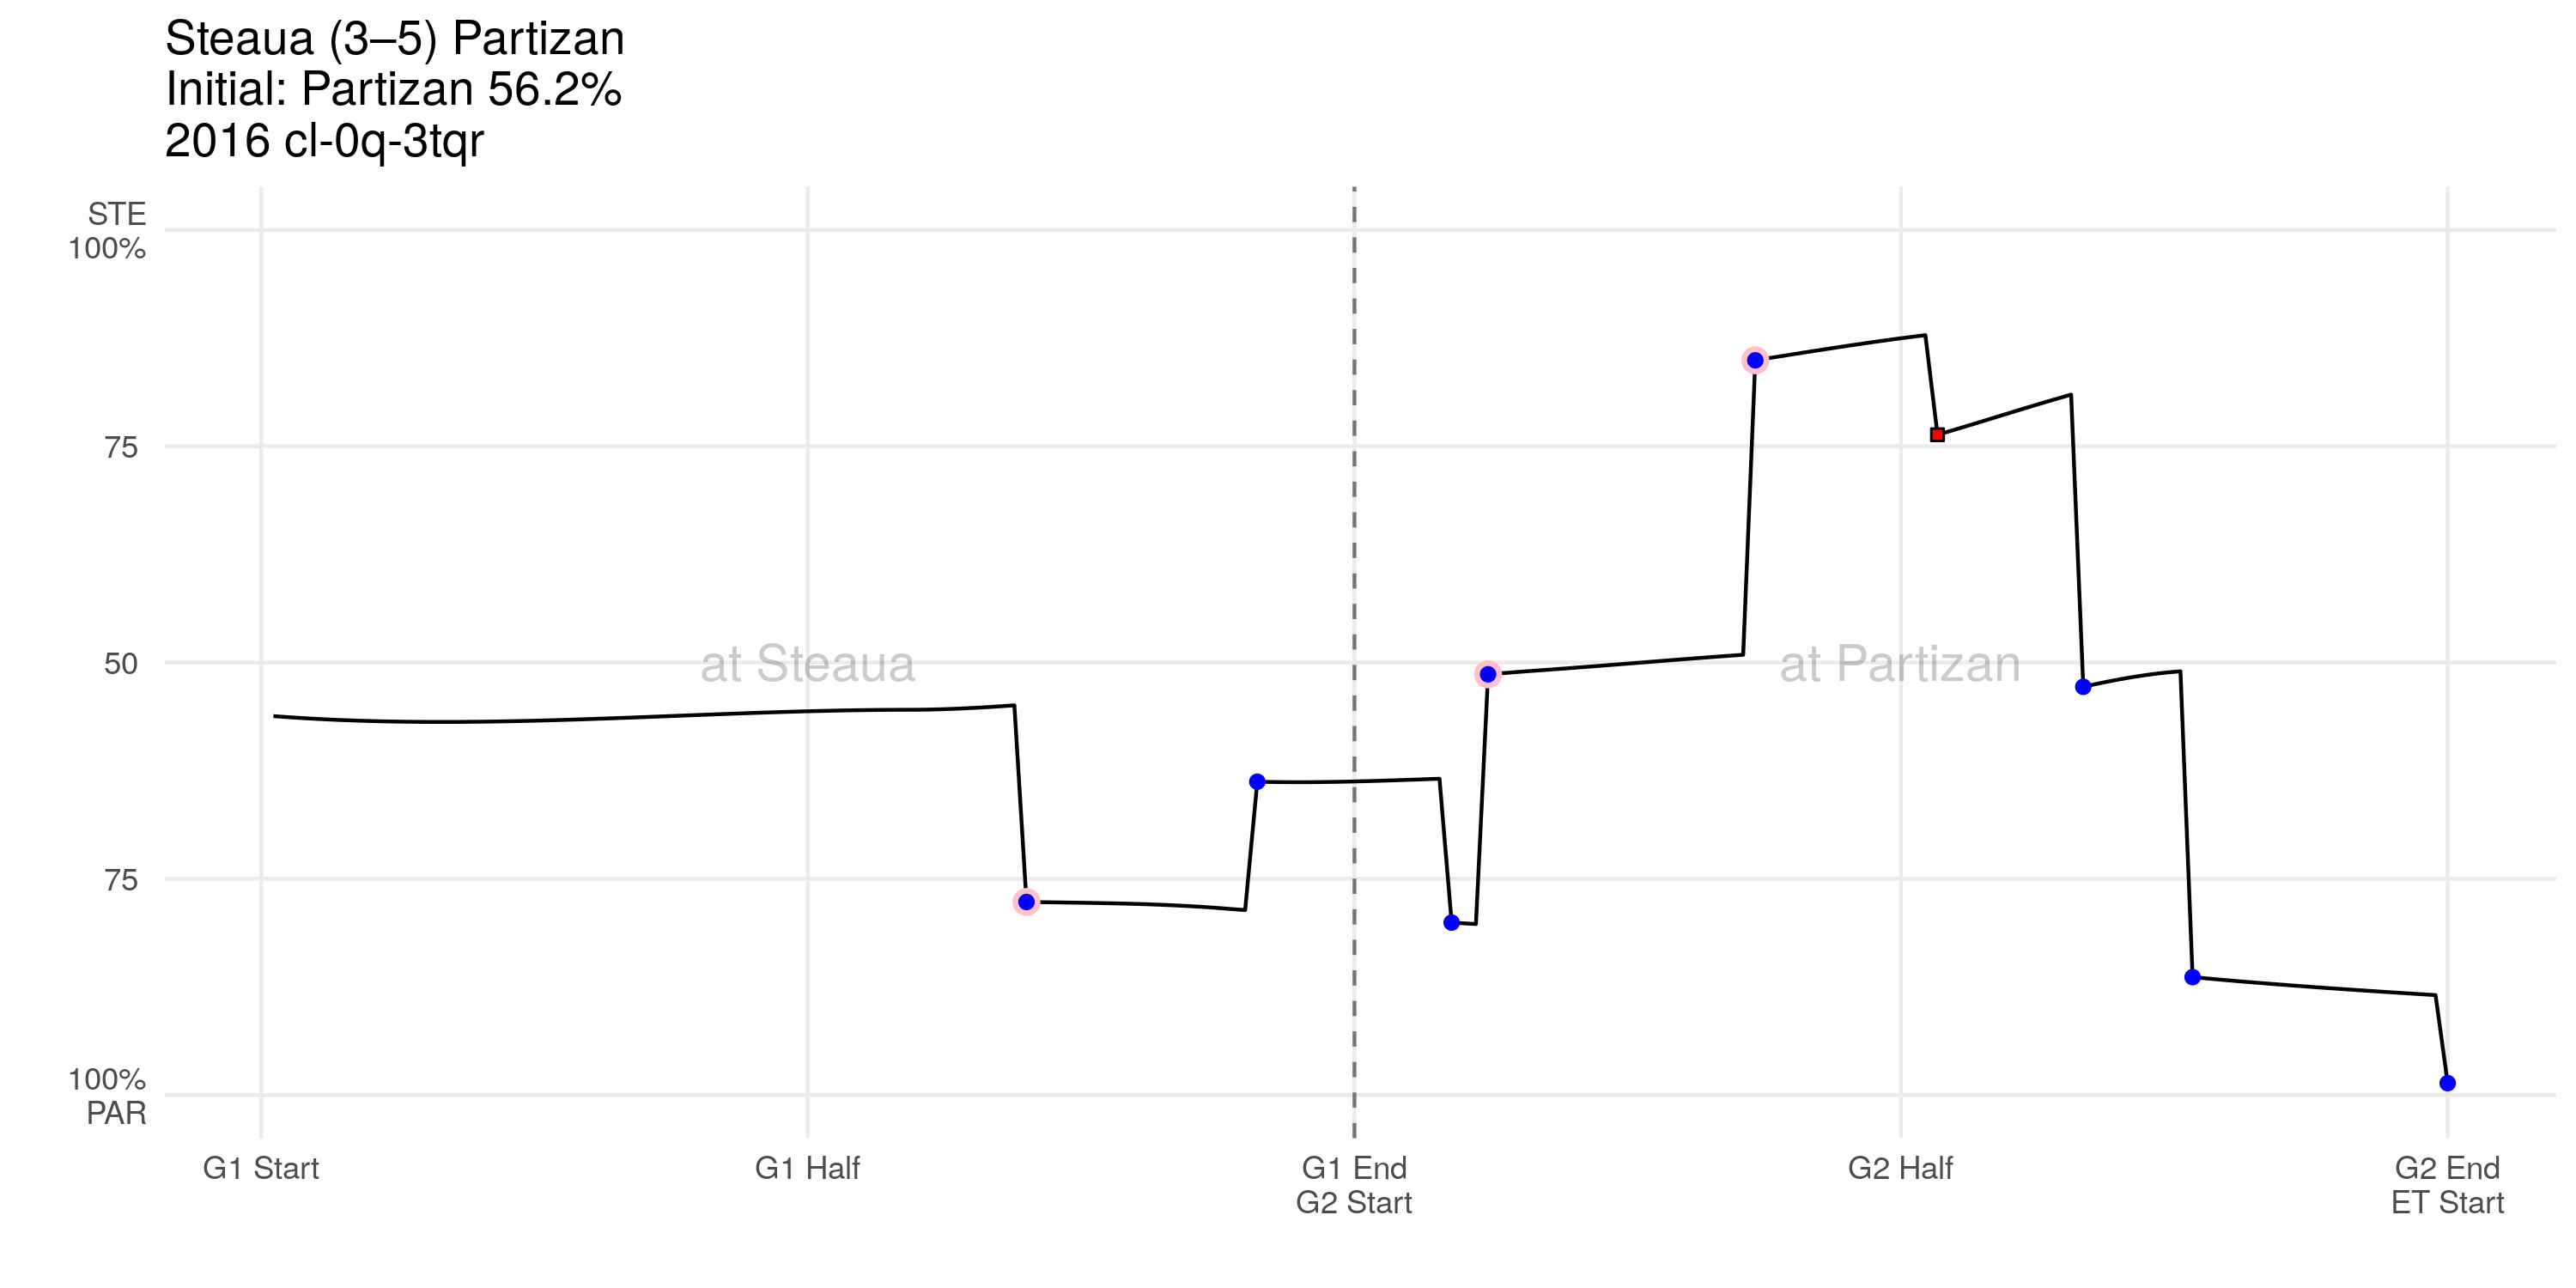 Steaua (3–5) Partizan
Initial: Partizan 56.2%
2016 cl-0q-3tqr
STE
100%
75
50
75
100%
PAR
at Steaua
at Partizan
G1 Start
G1 Half
G1 End
G2 Start
G2 Half
G2 End
ET Start